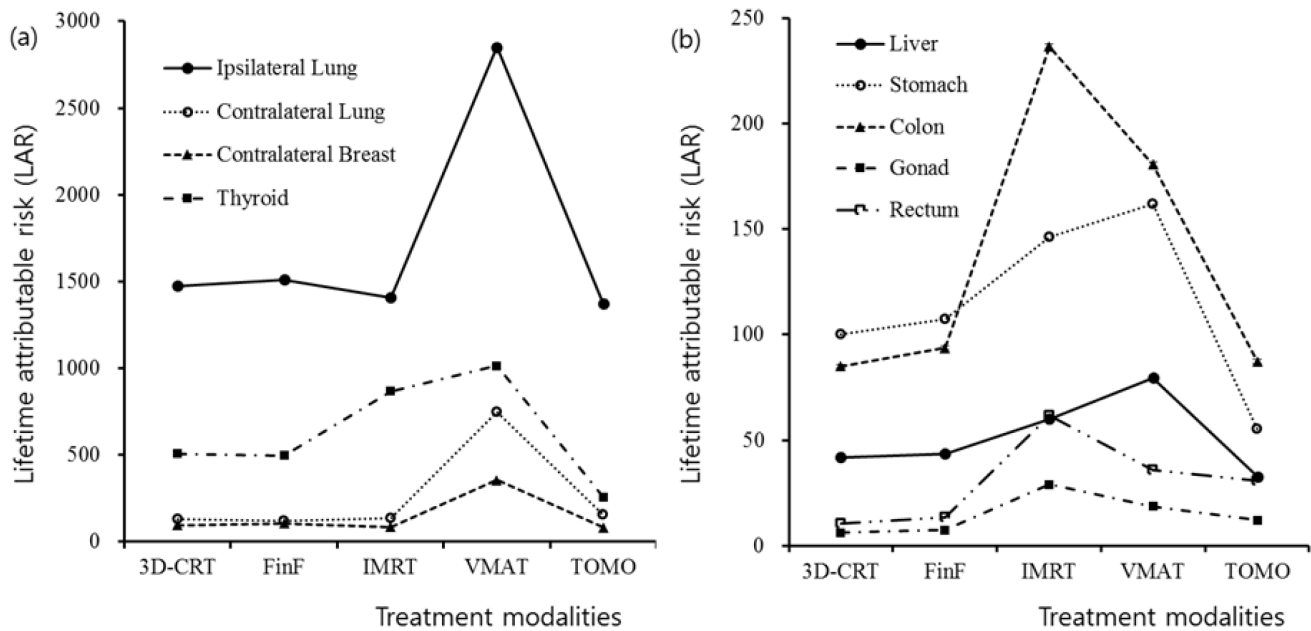 (a)
3000
2500
2000
1500
1000
500
0
Lifetime attributable risk (LAR)
Ipsilateral Lung
Contralateral Lung
Contralateral Breast
Thyroid
3D-CRT FinF IMRT VMAT TOMO
Treatment modalities
(b)
250
200
150
100
50
0
Lifetime attributable risk (LAR)
Liver
Stomach
Colon
Gonad
Rectum
3D-CRT FinF IMRT VMAT TOMO
Treatment modalities